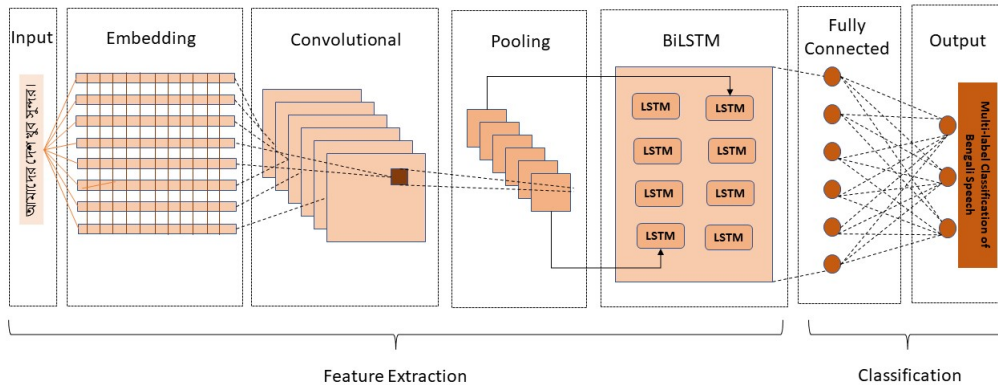 Input
Embedding
Convolutional
Pooling
BiLSTM
Fully
Connected
Output
আমাদের দেশ খুব সুন্দর।
LSTM
LSTM
LSTM
LSTM
LSTM
LSTM
LSTM
LSTM
Multi-label Classification of
Bengali Speech
Feature Extraction
Classification